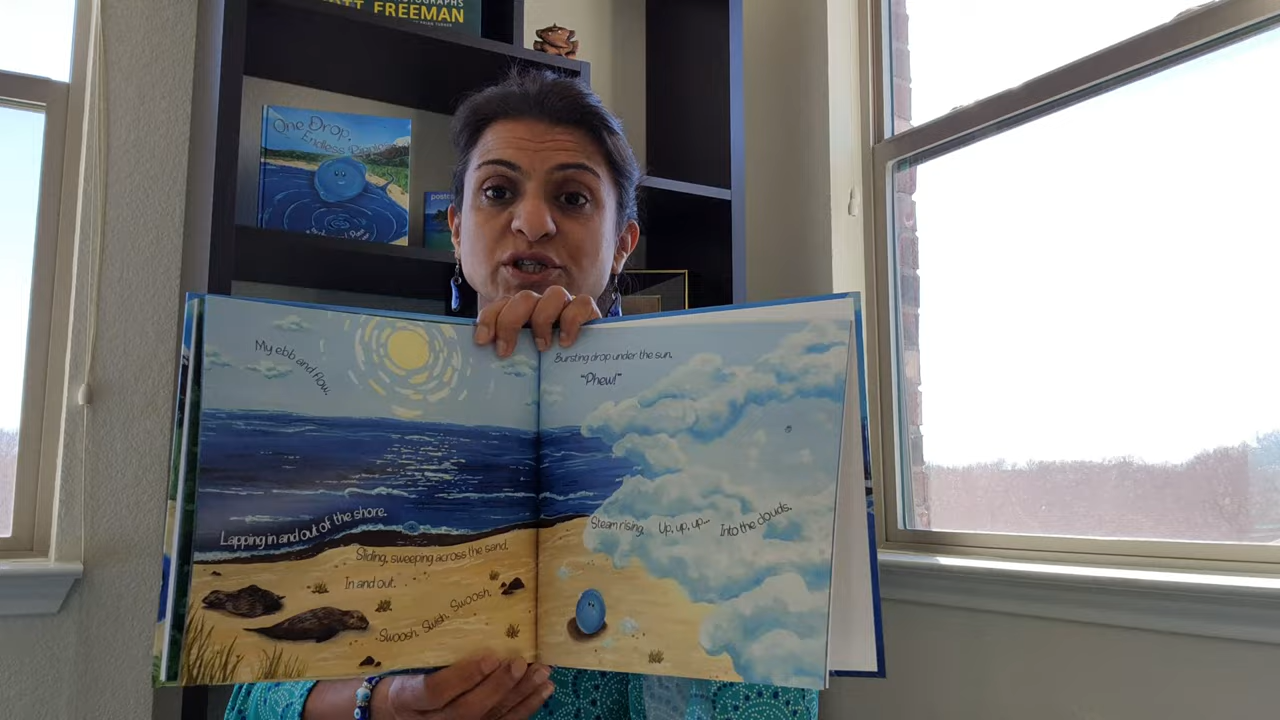 MATT FREEMAN
One Drop,
Endless
My ebb and flow.
Lapping in and out of the shore.
Sliding, sweeping across the sand.
In and out.
Swoosh. Swish. Swoosh.
Bursting drop under the sun.
"Phew!"
Steam rising, Up, up, up... Into the clouds.